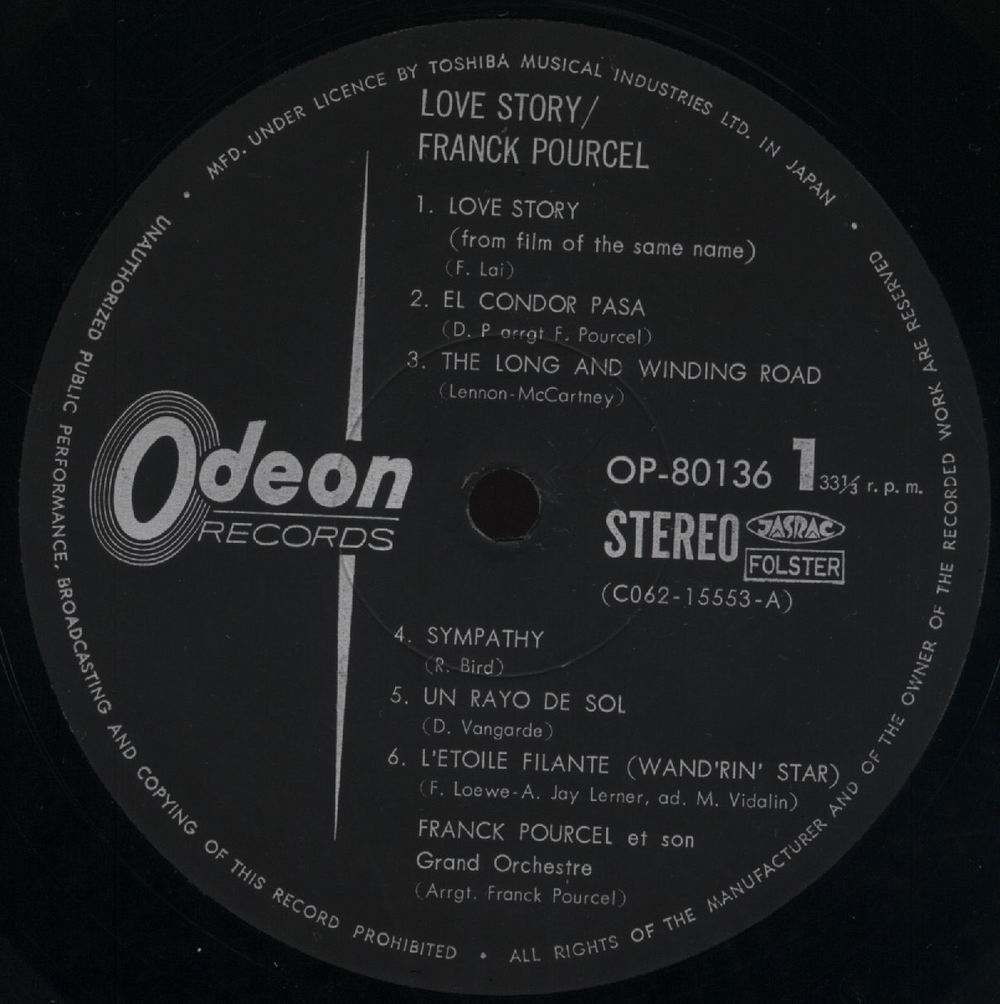 MFD. UNDER LICENCE BY TOSHIBA MUSICAL INDUSTRIES LTD. IN JAPAN •
LOVE STORY/
FRANCK POURCEL
1. LOVE STORY
(from film of the same name)
(F. Lai)
2. EL CONDOR PASA
(D. P arrgt F. Pourcel)
3. THE LONG AND WINDING ROAD
(Lennon-McCartney)
Odeon
RECORDS
OP-80136 1 33⅓ r. p. m.
STEREO JASRAC
FOLSTER
(C062-15553-A)
4. SYMPATHY
(R. Bird)
5. UN RAYO DE SOL
(D. Vangarde)
6. L'ETOILE FILANTE (WAND'RIN' STAR)
(F. Loewe-A. Jay Lerner, ad. M. Vidalin)
FRANCK POURCEL et son
Grand Orchestre
(Arrgt. Franck Pourcel)
UNAUTHORIZED PUBLIC PERFORMANCE, BROADCASTING AND COPYING OF THIS RECORD PROHIBITED •
ALL RIGHTS OF THE MANUFACTURER AND OF THE OWNER OF THE RECORDED WORK ARE RESERVED